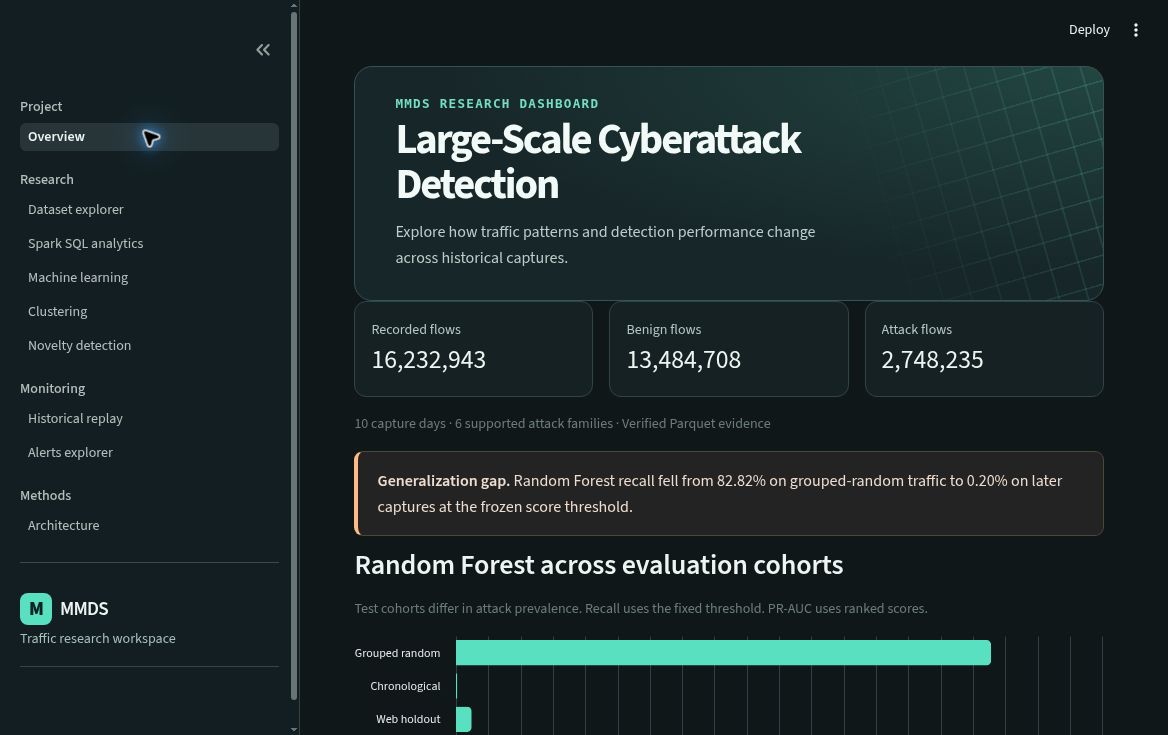 Deploy
Project
Overview
Research
Dataset explorer
Spark SQL analytics
Machine learning
Clustering
Novelty detection
Monitoring
Historical replay
Alerts explorer
Methods
Architecture
M MMDS
Traffic research workspace
MMDS RESEARCH DASHBOARD
Large-Scale Cyberattack
Detection
Explore how traffic patterns and detection performance change
across historical captures.
Recorded flows
16,232,943
Benign flows
13,484,708
Attack flows
2,748,235
10 capture days · 6 supported attack families · Verified Parquet evidence
Generalization gap. Random Forest recall fell from 82.82% on grouped-random traffic to 0.20% on later
captures at the frozen score threshold.
Random Forest across evaluation cohorts
Test cohorts differ in attack prevalence. Recall uses the fixed threshold. PR-AUC uses ranked scores.
Grouped random
Chronological
Web holdout